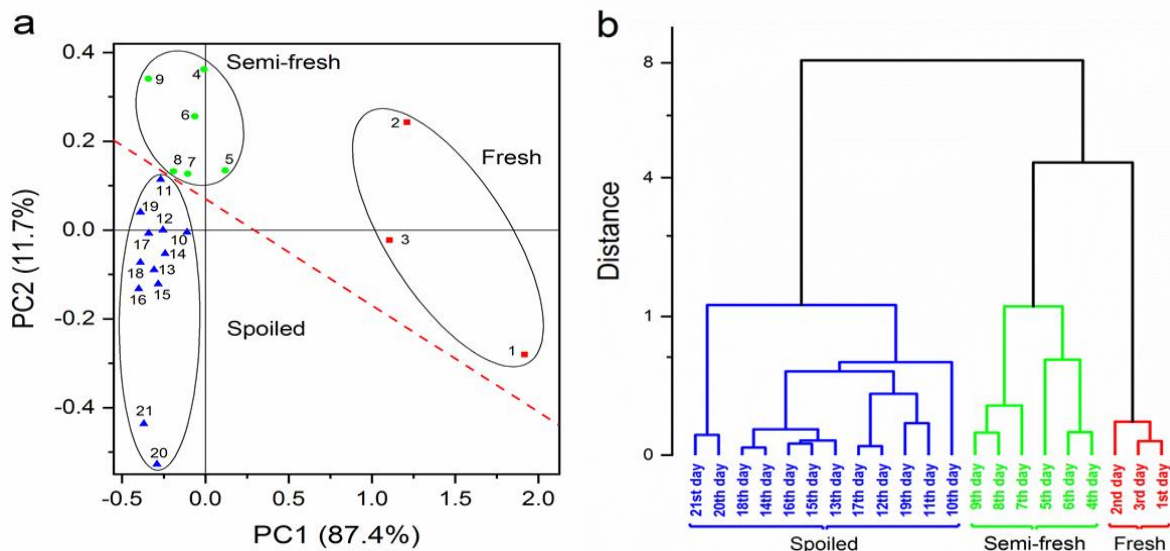 a
0.4
0.2
0.0
-0.2
-0.4
PC2 (11.7%)
-0.5
0.0
0.5
1.0
1.5
2.0
PC1 (87.4%)
Semi-fresh
9
4
6
8
7
5
Fresh
2
3
1
11
19
12
17
10
14
18
13
16
15
Spoiled
21
20
b
Distance
8
4
1
0
21st day
20th day
18th day
14th day
16th day
15th day
13th day
17th day
12th day
19th day
11th day
10th day
9th day
8th day
7th day
5th day
6th day
4th day
2nd day
3rd day
1st day
Spoiled
Semi-fresh
Fresh